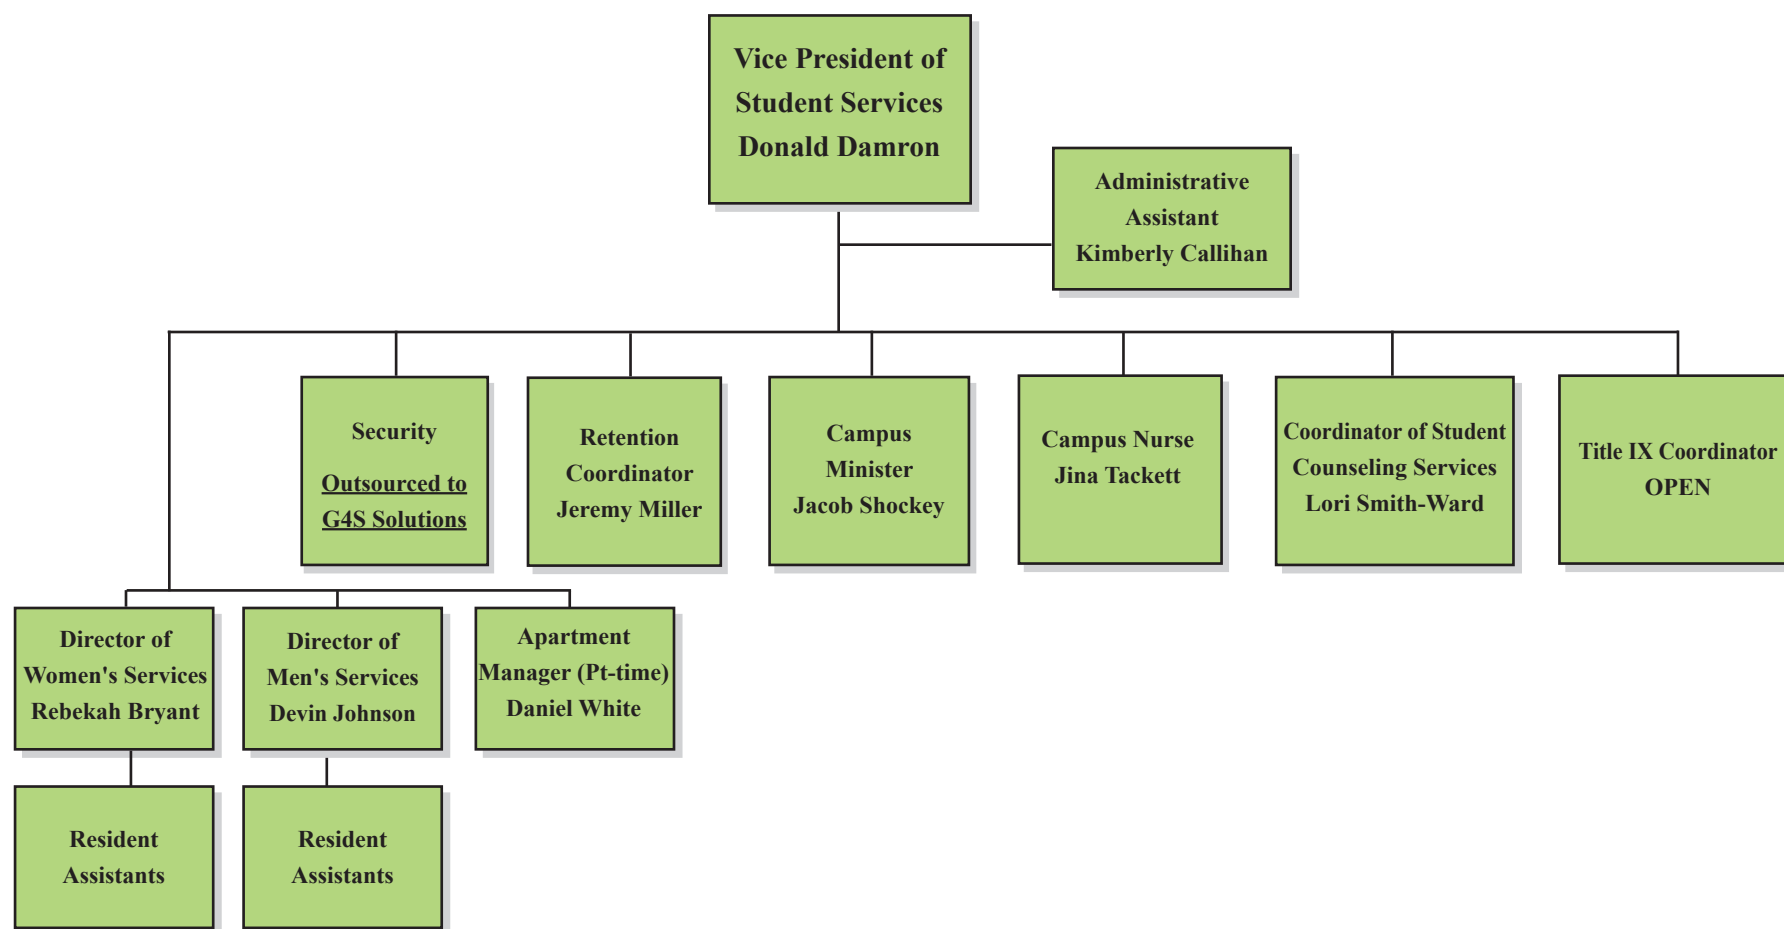 Vice President of
Student Services
Donald Damron
Administrative
Assistant
Kimberly Callihan
Security
Outsourced to
G4S Solutions
Retention
Coordinator
Jeremy Miller
Campus
Minister
Jacob Shockey
Campus Nurse
Jina Tackett
Coordinator of Student
Counseling Services
Lori Smith-Ward
Title IX Coordinator
OPEN
Director of
Women's Services
Rebekah Bryant
Director of
Men's Services
Devin Johnson
Apartment
Manager (Pt-time)
Daniel White
Resident
Assistants
Resident
Assistants